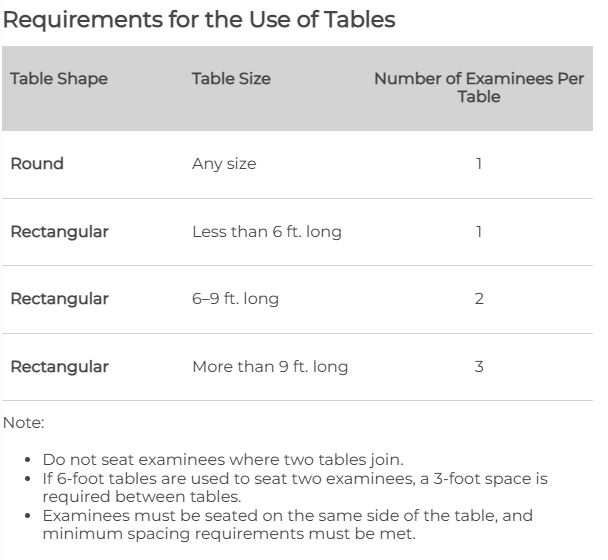 Requirements for the Use of Tables
Table Shape Table Size Number of Examinees Per
Table
Round Any size 1
Rectangular Less than 6 ft. long 1
Rectangular 6–9 ft. long 2
Rectangular More than 9 ft. long 3
Note:
• Do not seat examinees where two tables join.
• If 6-foot tables are used to seat two examinees, a 3-foot space is
required between tables.
• Examinees must be seated on the same side of the table, and
minimum spacing requirements must be met.